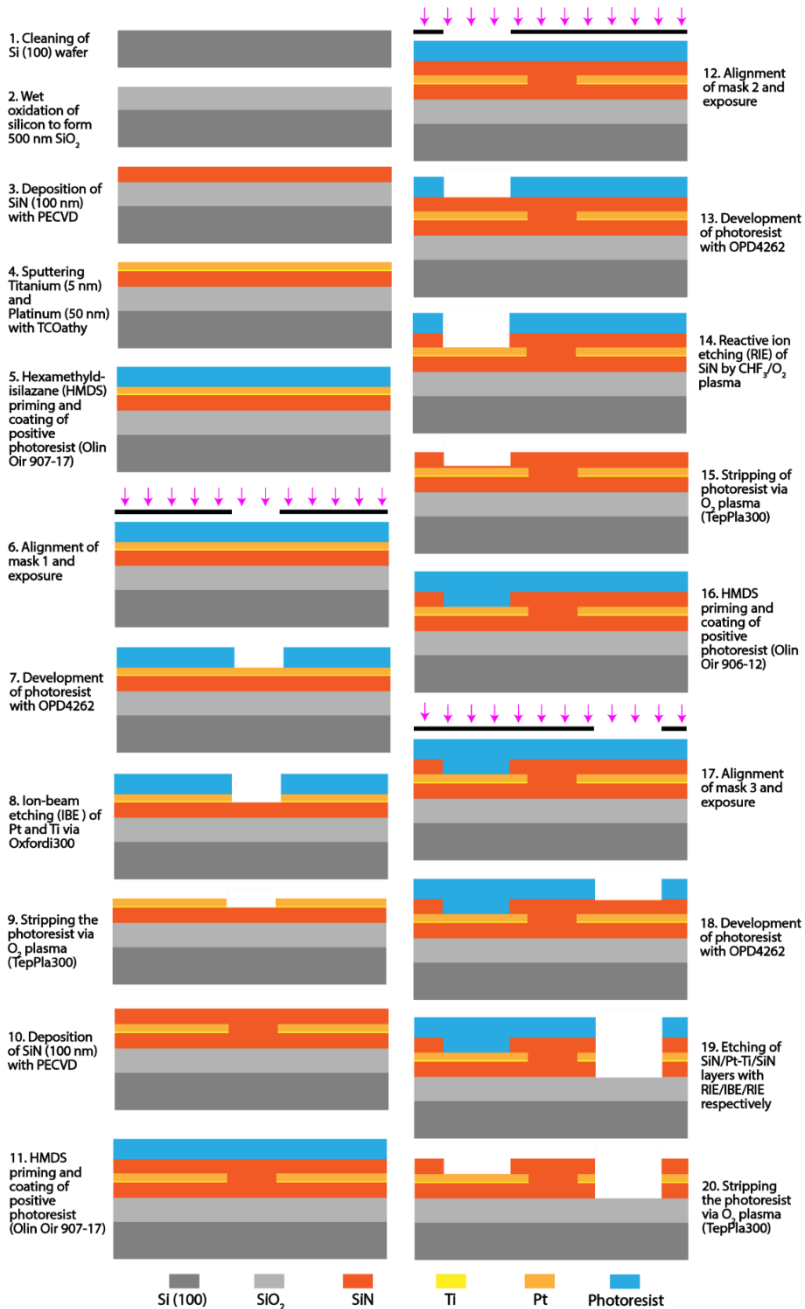 1. Cleaning of
Si (100) wafer
2. Wet
oxidation of
silicon to form
500 nm SiO₂
3. Deposition of
SiN (100 nm)
with PECVD
4. Sputtering
Titanium (5 nm)
and
Platinum (50 nm)
with TCOathy
5. Hexamethyld-
isilazane (HMDS)
priming and
coating of
positive
photoresist (Olin
Oir 907-17)
6. Alignment of
mask 1 and
exposure
7. Development
of photoresist
with OPD4262
8. Ion-beam
etching (IBE ) of
Pt and Ti via
Oxfordi300
9. Stripping the
photoresist via
O₂ plasma
(TepPla300)
10. Deposition
of SiN (100 nm)
with PECVD
11. HMDS
priming and
coating of
positive
photoresist
(Olin Oir 907-17)
12. Alignment
of mask 2 and
exposure
13. Development
of photoresist
with OPD4262
14. Reactive ion
etching (RIE) of
SiN by CHF₃/O₂
plasma
15. Stripping of
photoresist via
O₂ plasma
(TepPla300)
16. HMDS
priming and
coating of
positive
photoresist (Olin
Oir 906-12)
17. Alignment
of mask 3 and
exposure
18. Development
of photoresist
with OPD4262
19. Etching of
SiN/Pt-Ti/SiN
layers with
RIE/IBE/RIE
respectively
20. Stripping
the photoresist
via O₂ plasma
(TepPla300)
Si (100) SiO₂ SiN Ti Pt Photoresist